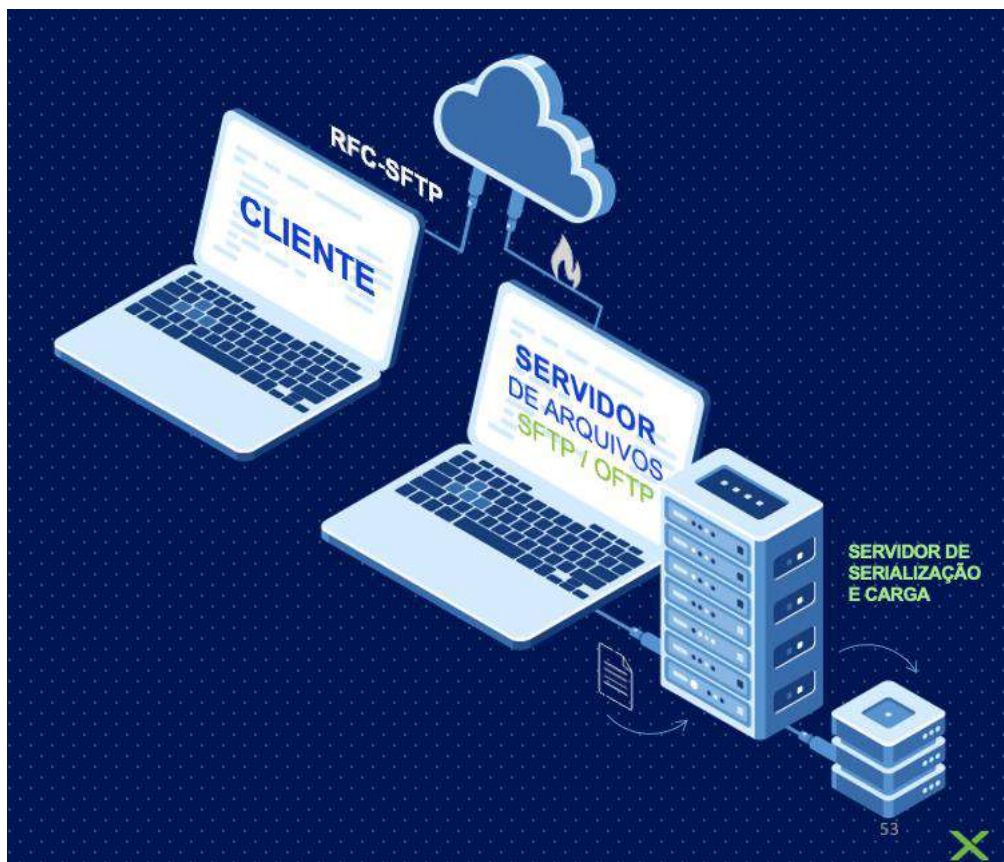 RFC-SFTP
CLIENTE
SERVIDOR
DE ARQUIVOS
SFTP / OFTP
SERVIDOR DE
SERIALIZAÇÃO
E CARGA
53